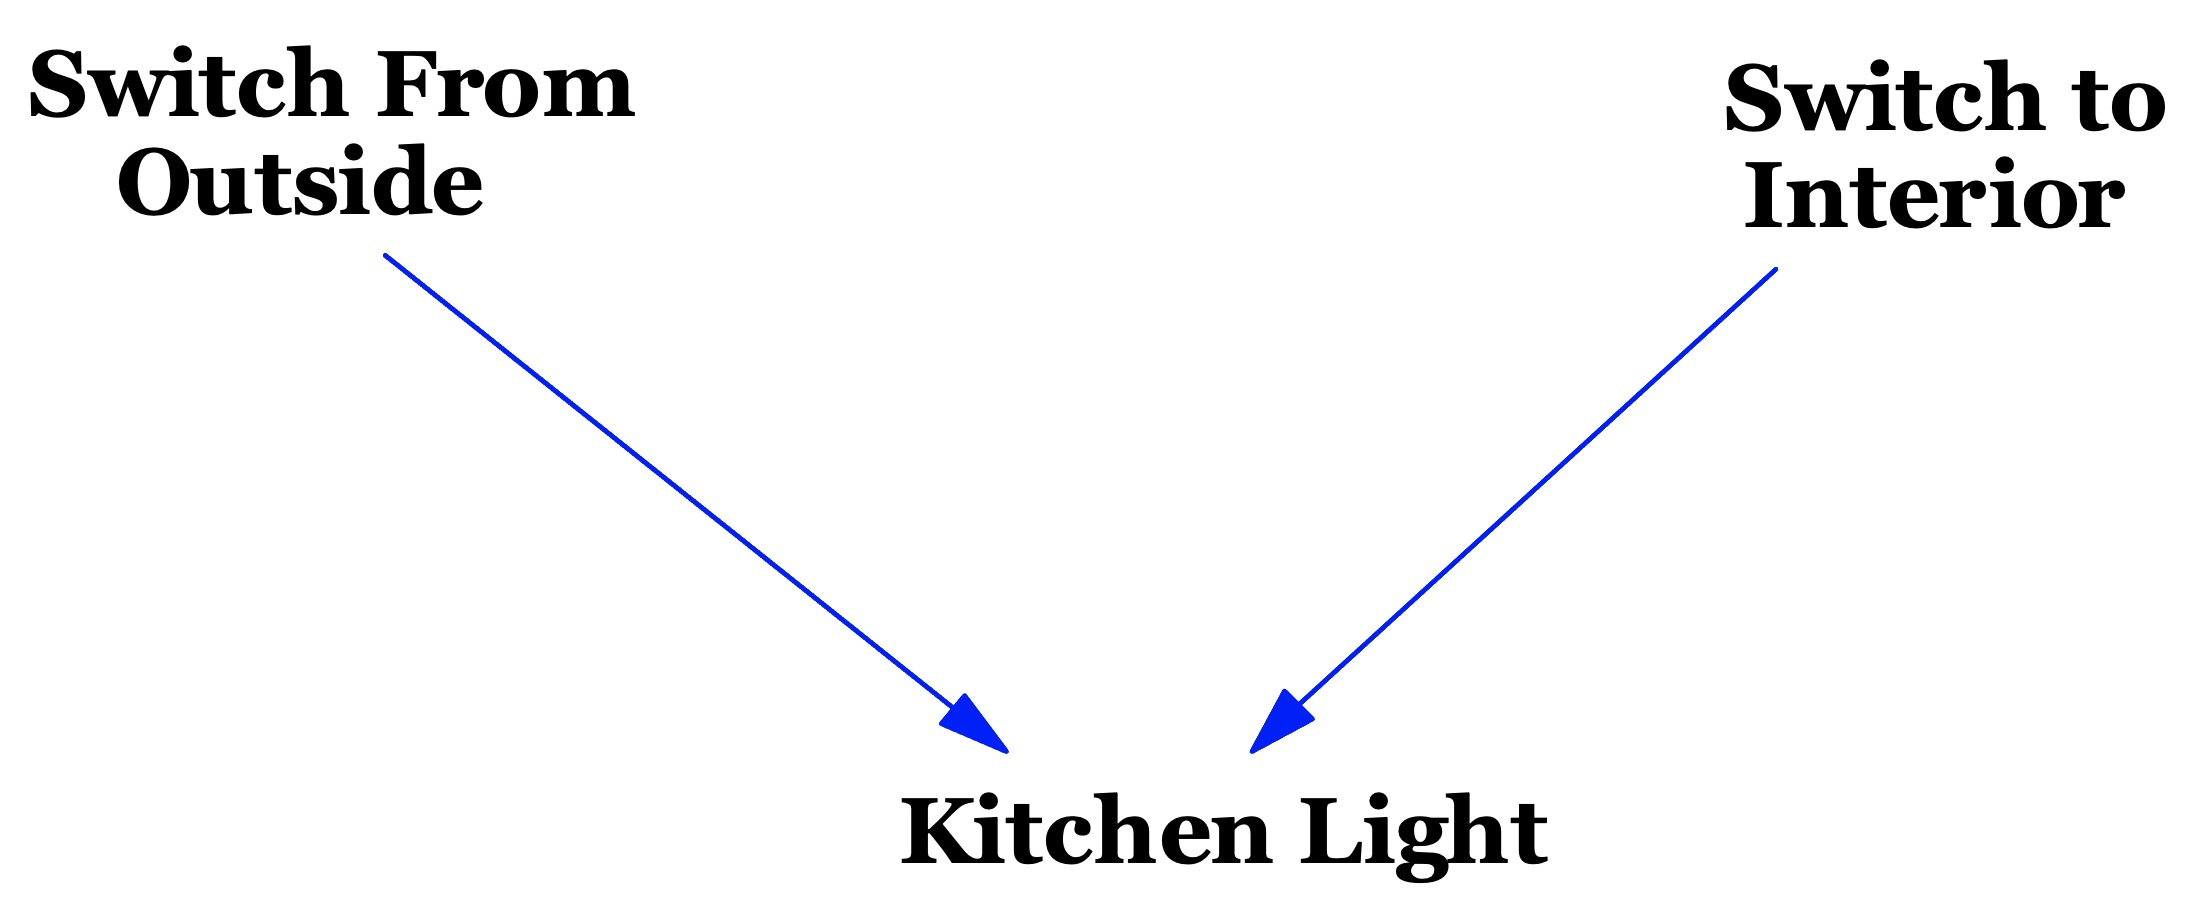 Switch From
Outside
Switch to
Interior
Kitchen Light